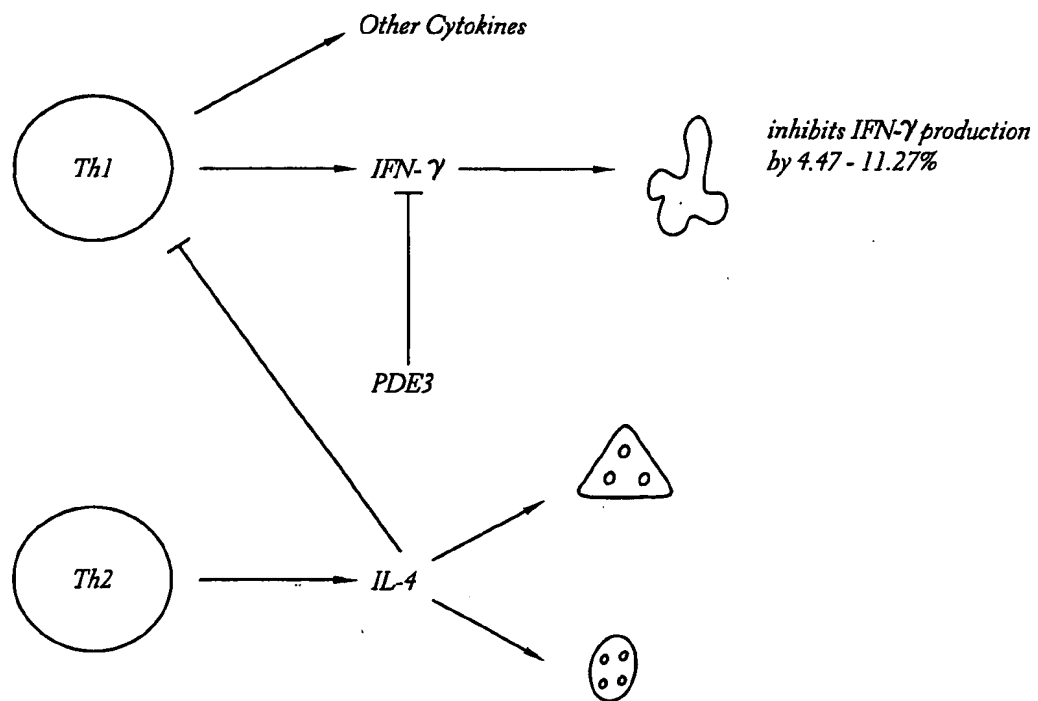 Other Cytokines
Th1
IFN-γ
inhibits IFN-γ production
by 4.47 - 11.27%
PDE3
Th2
IL-4